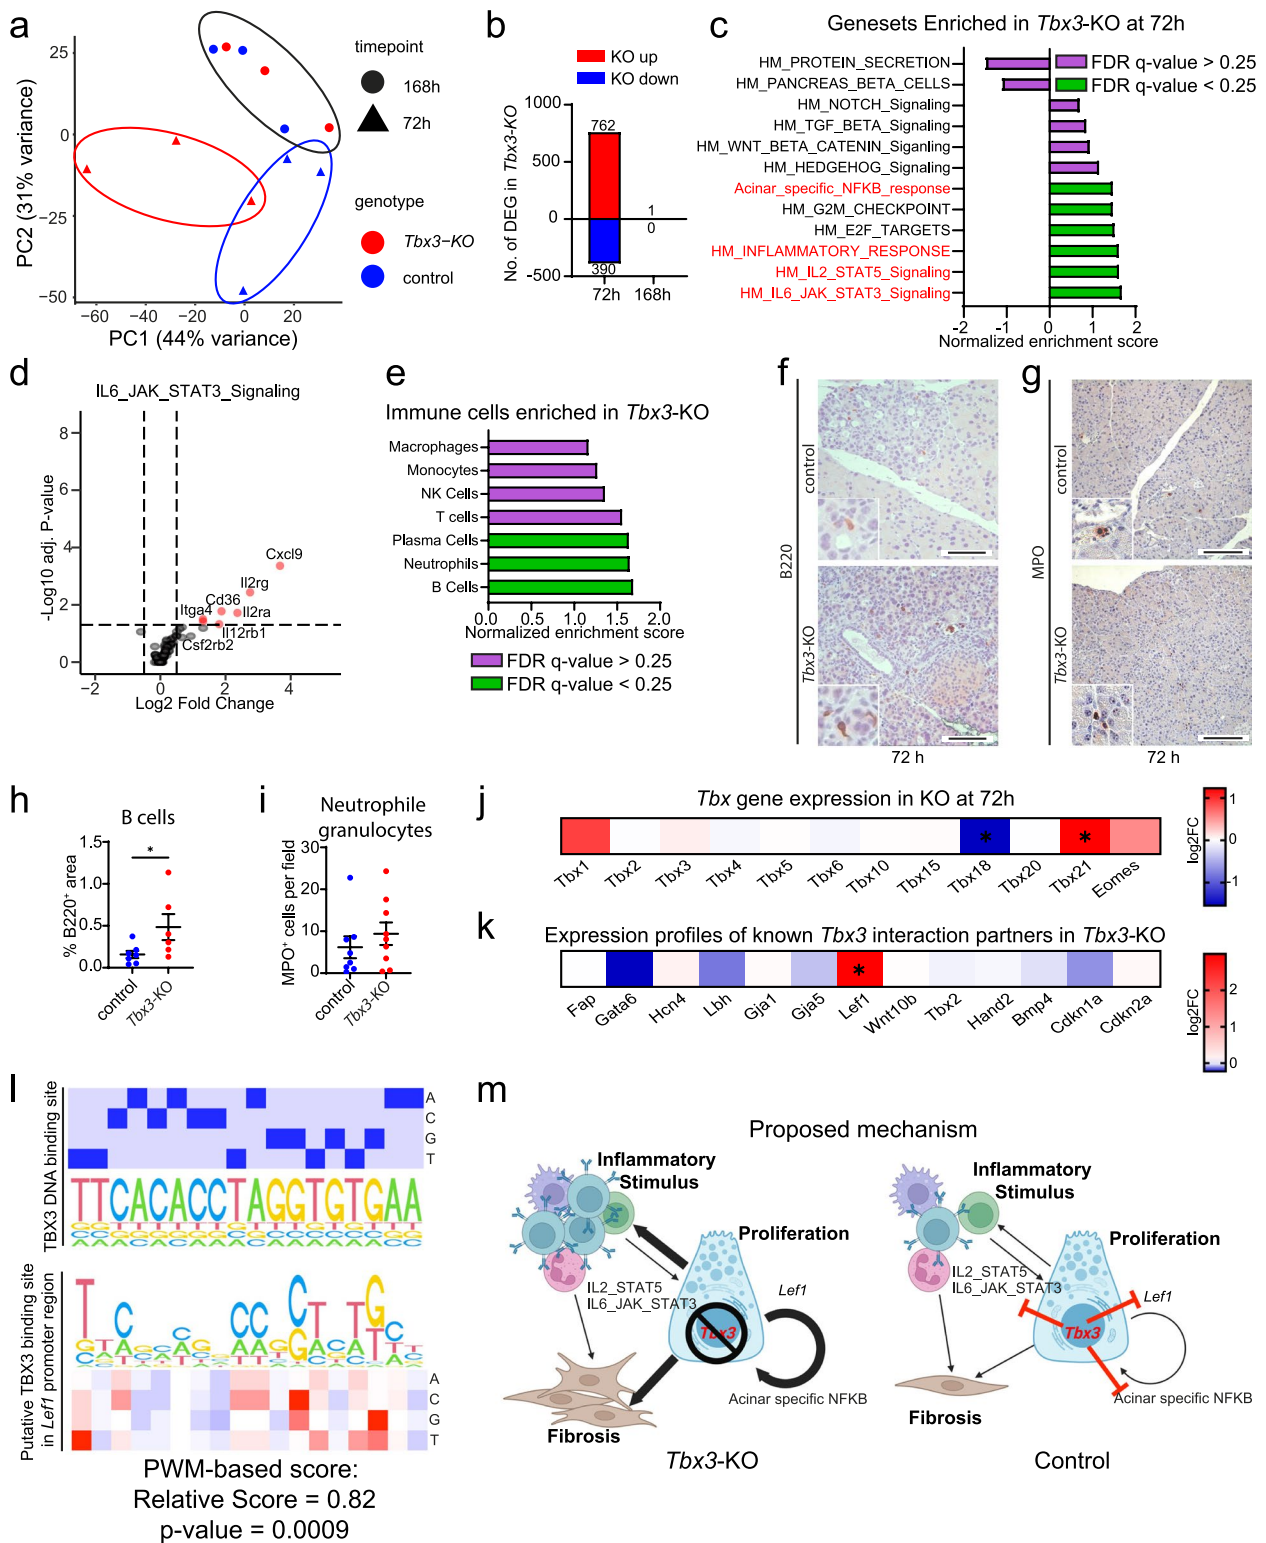 a
PC2 (31% variance)
25
0
−25
−50
−60
−40
−20
0
20
PC1 (44% variance)
timepoint
168h
72h
genotype
Tbx3−KO
control
b
KO up
KO down
No. of DEG in Tbx3-KO
1000
500
0
-500
762
390
1
0
72h
168h
c
Genesets Enriched in Tbx3-KO at 72h
HM_PROTEIN_SECRETION
HM_PANCREAS_BETA_CELLS
HM_NOTCH_Signaling
HM_TGF_BETA_Signaling
HM_WNT_BETA_CATENIN_Siganling
HM_HEDGEHOG_Signaling
Acinar_specific_NFKB_response
HM_G2M_CHECKPOINT
HM_E2F_TARGETS
HM_INFLAMMATORY_RESPONSE
HM_IL2_STAT5_Signaling
HM_IL6_JAK_STAT3_Signaling
FDR q-value > 0.25
FDR q-value < 0.25
-2
-1
0
1
2
Normalized enrichment score
d
IL6_JAK_STAT3_Signaling
-Log10 adj. P-value
8
6
4
2
0
Cxcl9
Il2rg
Cd36
Itga4
Il2ra
Il12rb1
Csf2rb2
−2
0
2
4
Log2 Fold Change
e
Immune cells enriched in Tbx3-KO
Macrophages
Monocytes
NK Cells
T cells
Plasma Cells
Neutrophils
B Cells
0.0
0.5
1.0
1.5
2.0
Normalized enrichment score
FDR q-value > 0.25
FDR q-value < 0.25
f
B220
control
Tbx3-KO
72 h
g
MPO
control
Tbx3-KO
72 h
h
B cells
% B220+ area
1.5
1.0
0.5
0.0
*
control
Tbx3-KO
i
Neutrophile
granulocytes
MPO+ cells per field
30
20
10
0
control
Tbx3-KO
j
Tbx gene expression in KO at 72h
* *
Tbx1
Tbx2
Tbx3
Tbx4
Tbx5
Tbx6
Tbx10
Tbx15
Tbx18
Tbx20
Tbx21
Eomes
log2FC
1
0
1
k
Expression profiles of known Tbx3 interaction partners in Tbx3-KO
*
Fap
Gata6
Hcn4
Lbh
Gja1
Gja5
Lef1
Wnt10b
Tbx2
Hand2
Bmp4
Cdkn1a
Cdkn2a
log2FC
2
1
0
l
TBX3 DNA binding site
A
C
G
T
TTCACACCTAGGTGTGAA
Putative TBX3 binding site
in Lef1 promoter region
A
C
G
T
PWM-based score:
Relative Score = 0.82
p-value = 0.0009
m
Proposed mechanism
Inflammatory
Stimulus
Proliferation
IL2_STAT5
IL6_JAK_STAT3
Lef1
Tbx3
Acinar specific NFKB
Fibrosis
Tbx3-KO
Inflammatory
Stimulus
Proliferation
IL2_STAT5
IL6_JAK_STAT3
Lef1
Tbx3
Acinar specific NFKB
Fibrosis
Control